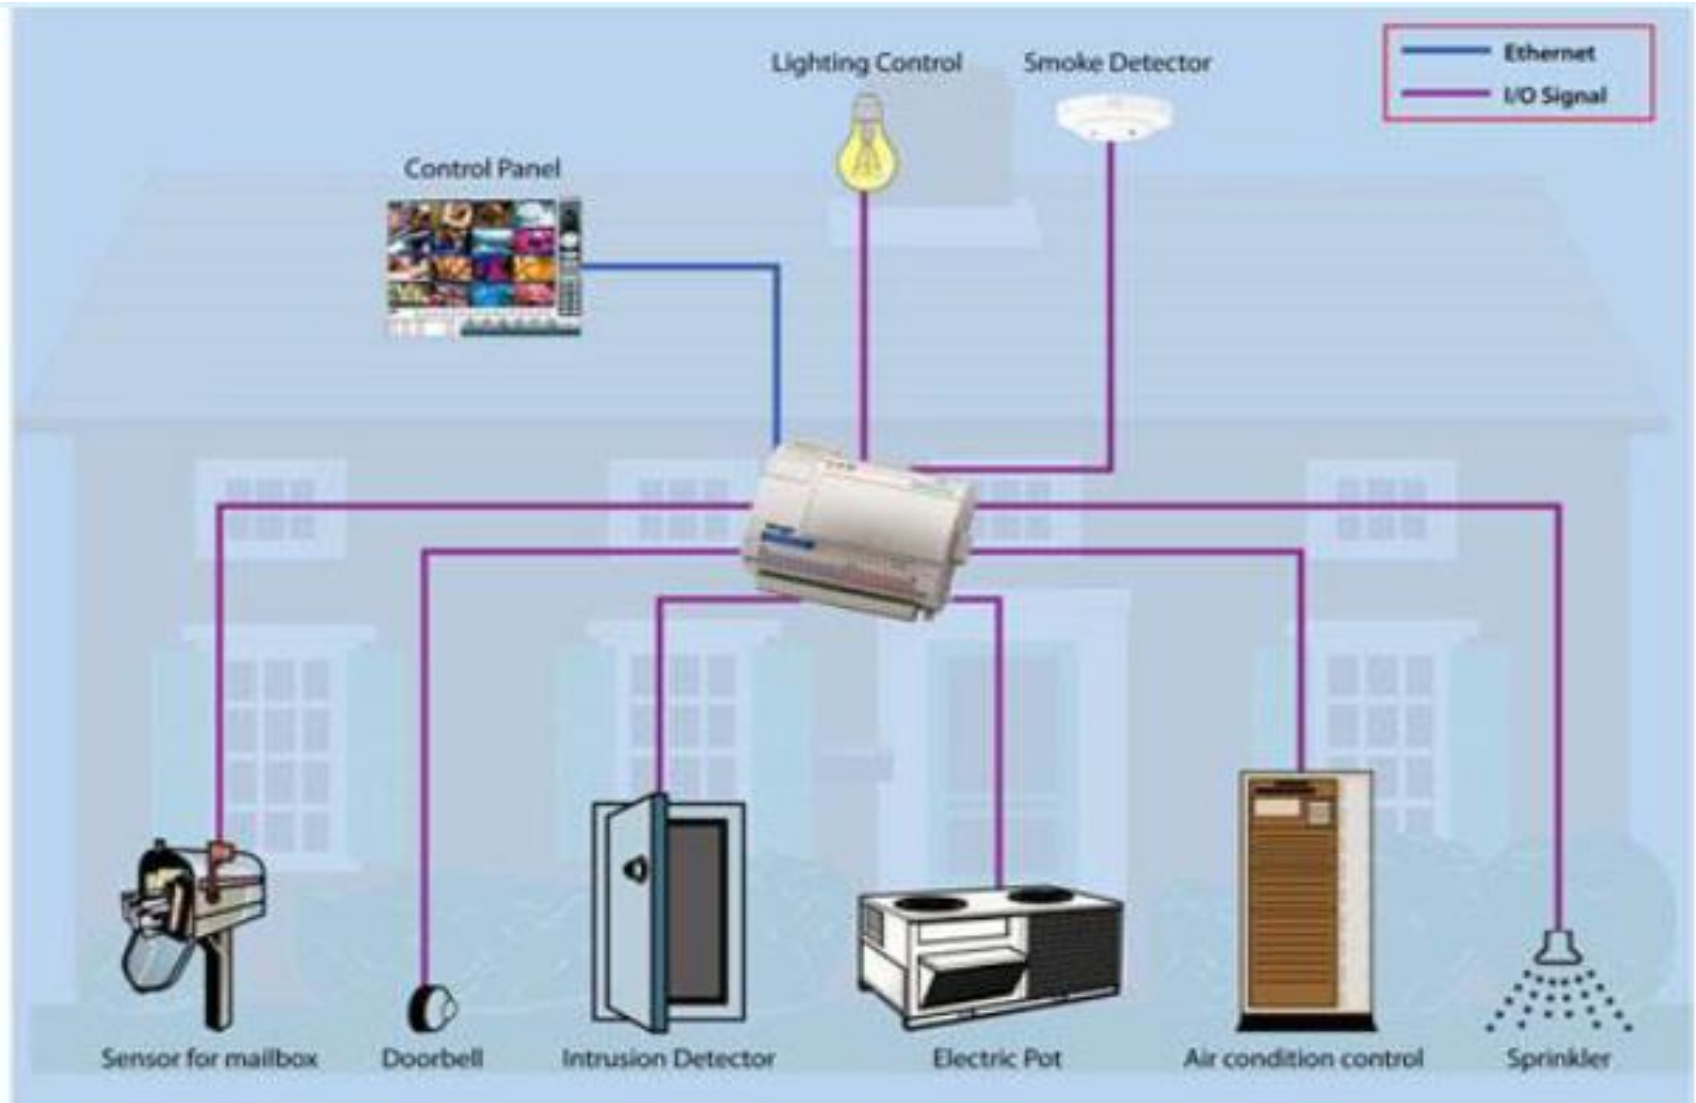 Lighting Control
Smoke Detector
Ethernet
I/O Signal
Control Panel
Sensor for mailbox
Doorbell
Intrusion Detector
Electric Pot
Air condition control
Sprinkler